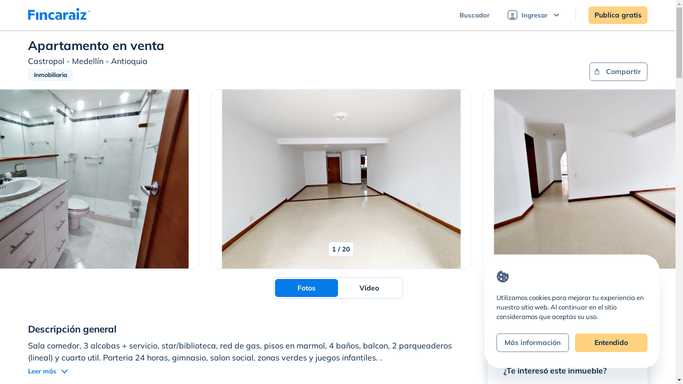 Fincaraiz
Buscador
Ingresar
Publica gratis
Apartamento en venta
Castropol - Medellín - Antioquia
Inmobiliaria
Compartir
1 / 20
Fotos
Video
Descripción general
Sala comedor, 3 alcobas + servicio, star/biblioteca, red de gas, pisos en marmol, 4 baños, balcon, 2 parqueaderos
(lineal) y cuarto util. Porteria 24 horas, gimnasio, salon social, zonas verdes y juegos infantiles. .
Leer más
Utilizamos cookies para mejorar tu experiencia en
nuestro sitio web. Al continuar en el sitio
consideramos que aceptas su uso.
Más información
Entendido
¿Te interesó este inmueble?